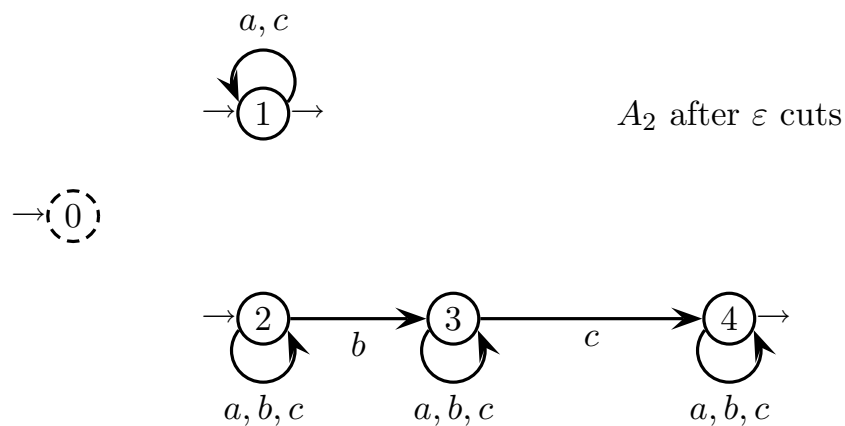 a, c
1
A₂ after ε cuts
0
2
3
4
b
c
a, b, c
a, b, c
a, b, c